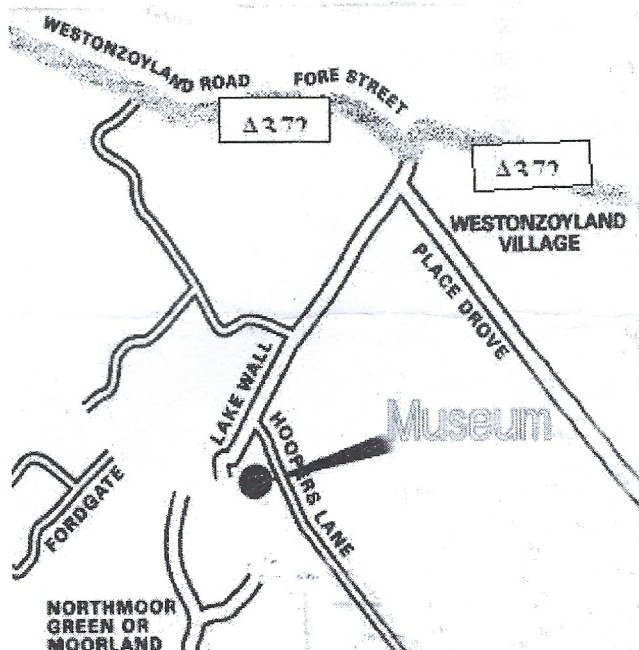 WESTONZOYLAND ROAD
FORE STREET
A372
A372
WESTONZOYLAND
VILLAGE
PLACE DROVE
LAKE WALL
Museum
HOOPERS LANE
FORDGATE
NORTHMOOR
GREEN OR
MOORLAND